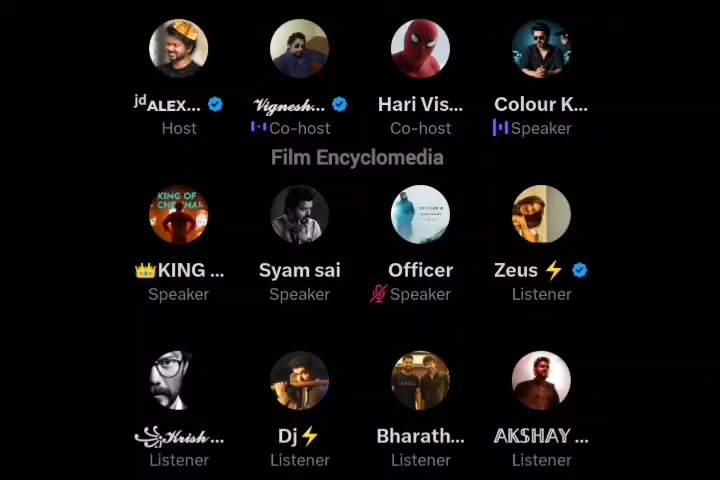 jdALEX... 𝓥𝓲𝓰𝓷𝓮𝓼𝓱... Hari Vis... Colour K...
Host Co-host Co-host Speaker
Film Encyclomedia
KING OF
CHENNAI
OFFICER
👑KING ... Syam sai Officer Zeus ⚡
Speaker Speaker Speaker Listener
𝓚𝓻𝓲𝓼𝓱 ... Dj⚡ Bharath... 𝔸𝕂𝕊ℍ𝔸𝕐 ...
Listener Listener Listener Listener